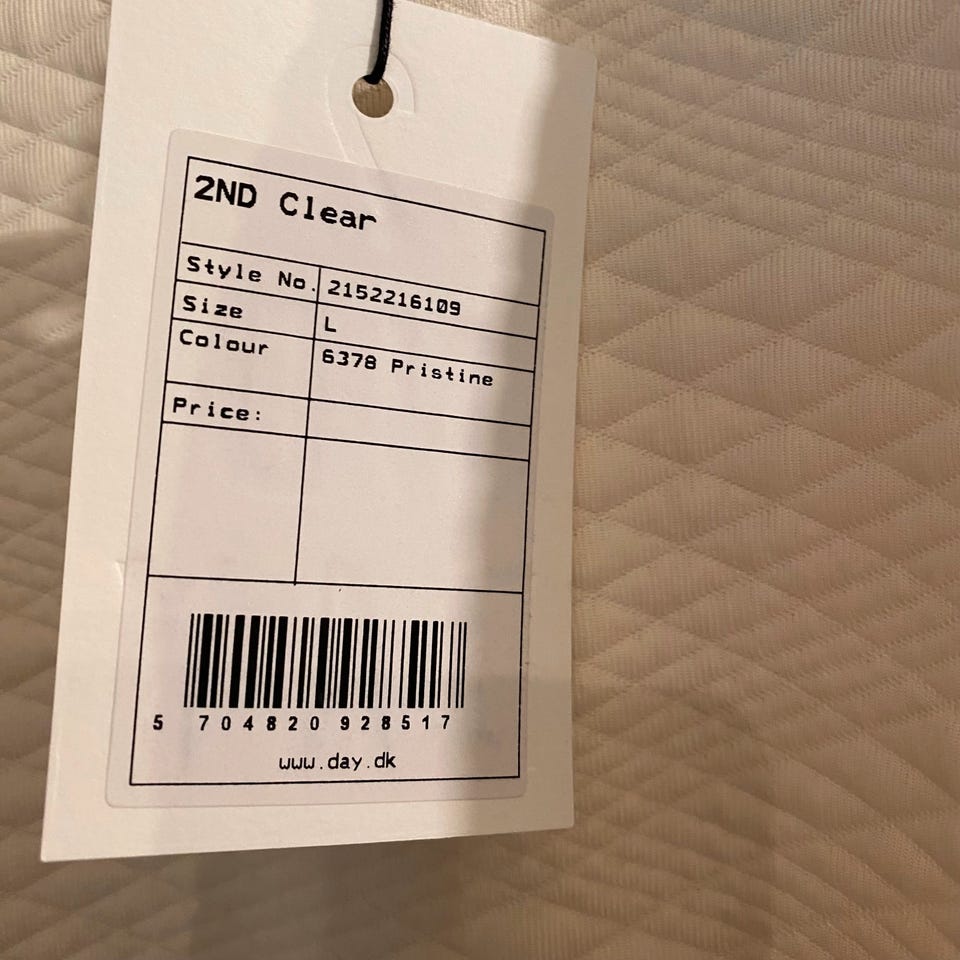 2ND Clear
Style No. 2152216109
Size L
Colour 6378 Pristine
Price:
5 704820 928517
www.day.dk